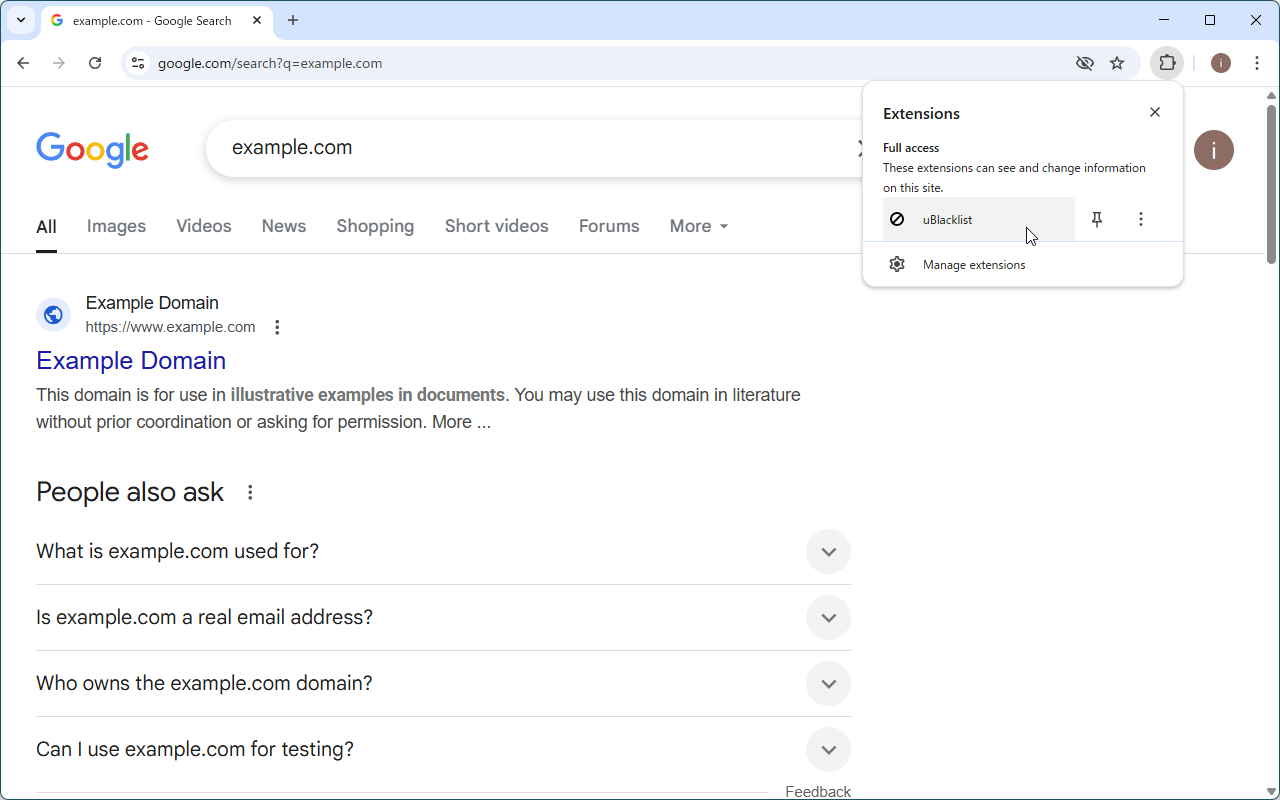 example.com - Google Search
google.com/search?q=example.com
i
Extensions
Full access
These extensions can see and change information
on this site.
uBlacklist
Manage extensions
Google
example.com
i
All Images Videos News Shopping Short videos Forums More
Example Domain
https://www.example.com
Example Domain
This domain is for use in illustrative examples in documents. You may use this domain in literature
without prior coordination or asking for permission. More ...
People also ask
What is example.com used for?
Is example.com a real email address?
Who owns the example.com domain?
Can I use example.com for testing?
Feedback